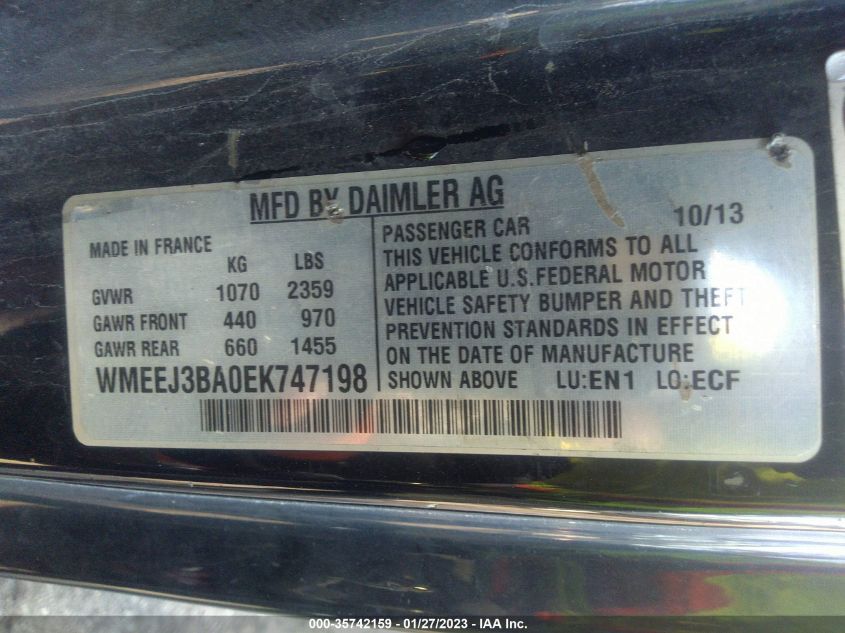 MFD BY DAIMLER AG
MADE IN FRANCE
KG LBS
GVWR 1070 2359
GAWR FRONT 440 970
GAWR REAR 660 1455
WMEEJ3BA0EK747198
PASSENGER CAR 10/13
THIS VEHICLE CONFORMS TO ALL
APPLICABLE U.S.FEDERAL MOTOR
VEHICLE SAFETY BUMPER AND THEFT
PREVENTION STANDARDS IN EFFECT
ON THE DATE OF MANUFACTURE
SHOWN ABOVE LU:EN1 LO:ECF
000-35742159 - 01/27/2023 - IAA Inc.